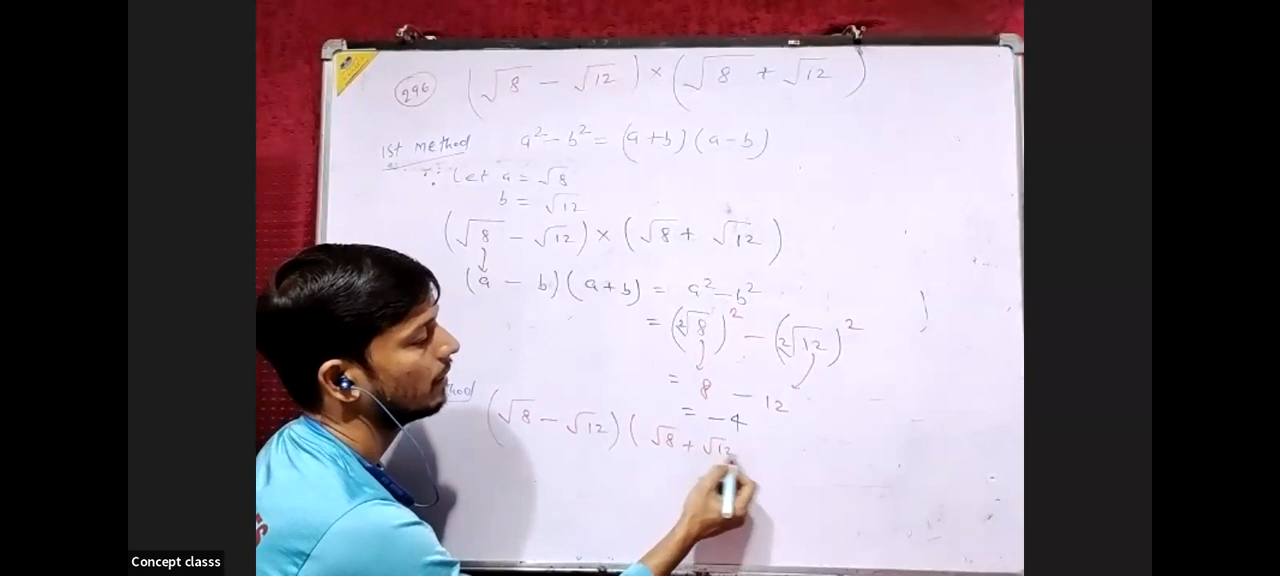 296 (√8 − √12) × (√8 + √12)
1st method a² − b² = (a+b)(a−b)
∵ Let a = √8
b = √12
(√8 − √12) × (√8 + √12)
(a − b)(a+b) = a² − b²
= (²√8)² − (²√12)²
= 8 − 12
= −4
(√8 − √12)(√8 + √12
Concept classs